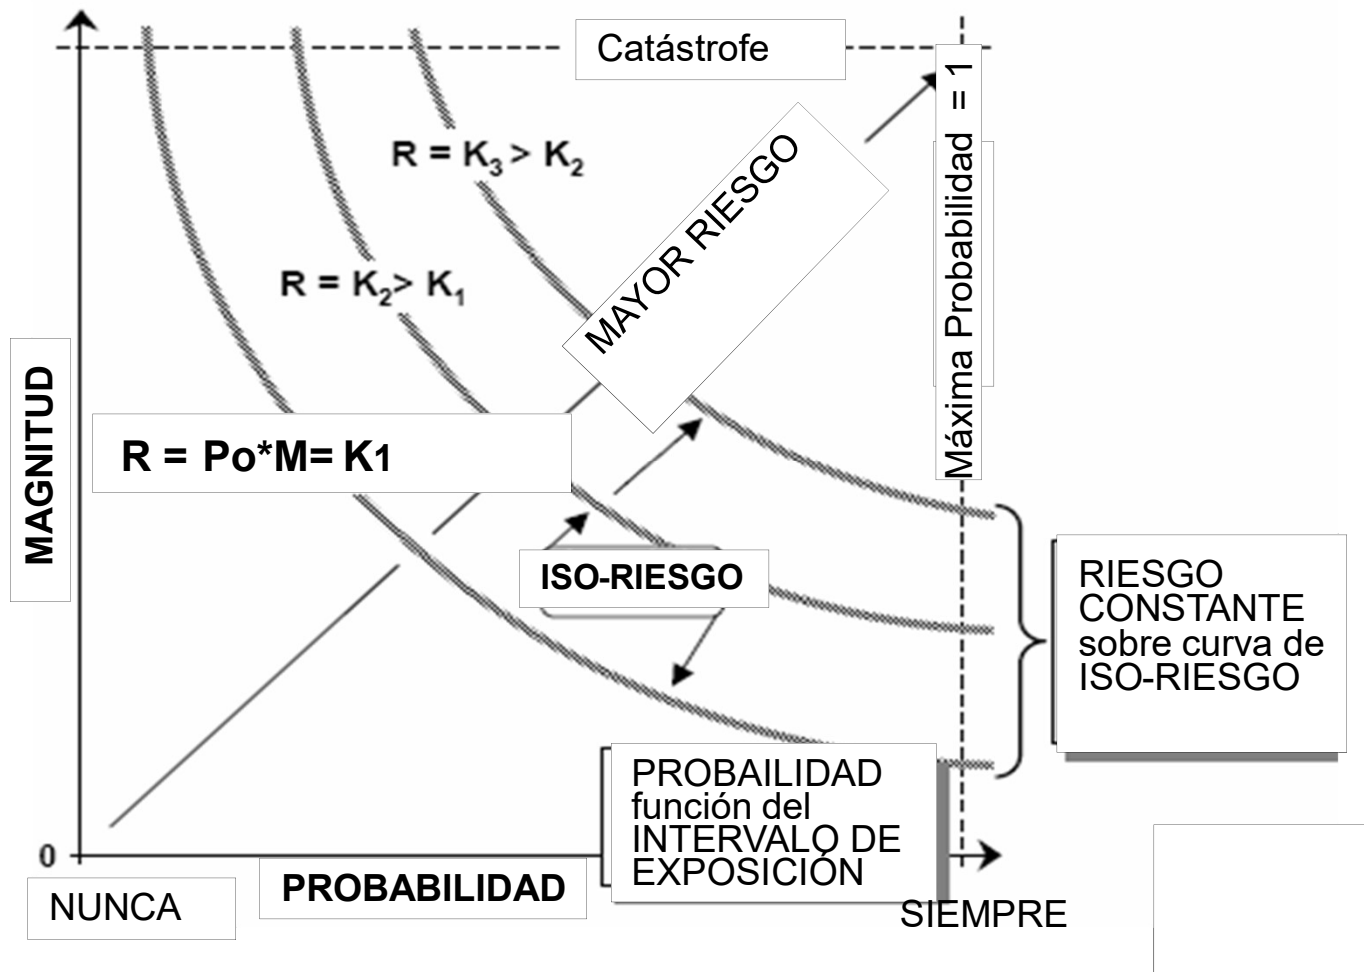 Catástrofe
Máxima Probabilidad = 1
R = K3 > K2
MAYOR RIESGO
R = K2> K1
MAGNITUD
R = Po*M= K1
ISO-RIESGO
RIESGO
CONSTANTE
sobre curva de
ISO-RIESGO
PROBAILIDAD
función del
INTERVALO DE
EXPOSICIÓN
0
PROBABILIDAD
NUNCA
SIEMPRE